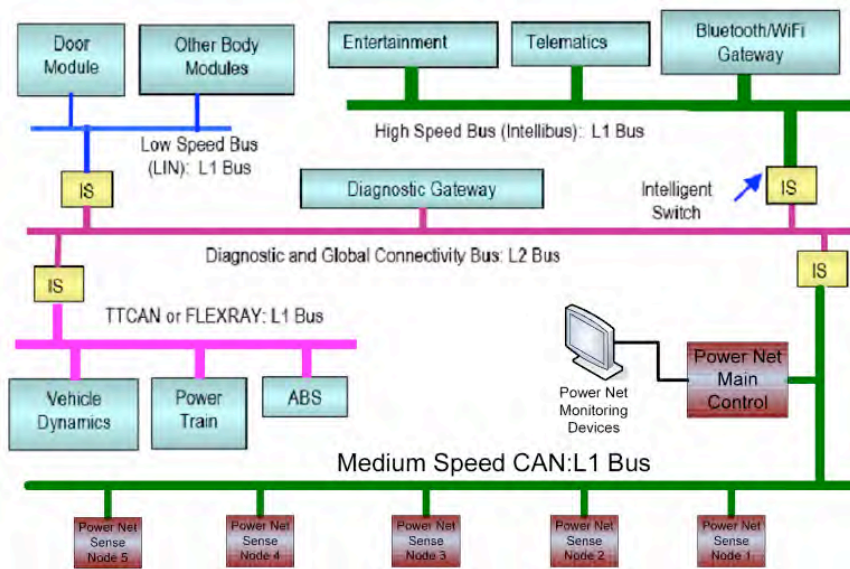 Door
Module
Other Body
Modules
Entertainment
Telematics
Bluetooth/WiFi
Gateway
High Speed Bus (Intellibus): L1 Bus
Low Speed Bus
(LIN): L1 Bus
IS
Diagnostic Gateway
Intelligent
Switch
IS
Diagnostic and Global Connectivity Bus: L2 Bus
IS
IS
TTCAN or FLEXRAY: L1 Bus
Vehicle
Dynamics
Power
Train
ABS
Power Net
Monitoring
Devices
Power Net
Main
Control
Medium Speed CAN:L1 Bus
Power Net
Sense
Node 5
Power Net
Sense
Node 4
Power Net
Sense
Node 3
Power Net
Sense
Node 2
Power Net
Sense
Node 1